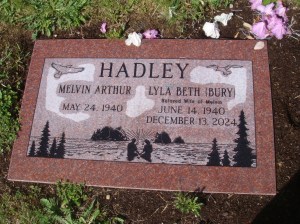 HADLEY
MELVIN ARTHUR
MAY 24, 1940
LYLA BETH (BURY)
Beloved Wife of Melvin
JUNE 14, 1940
DECEMBER 13, 2024